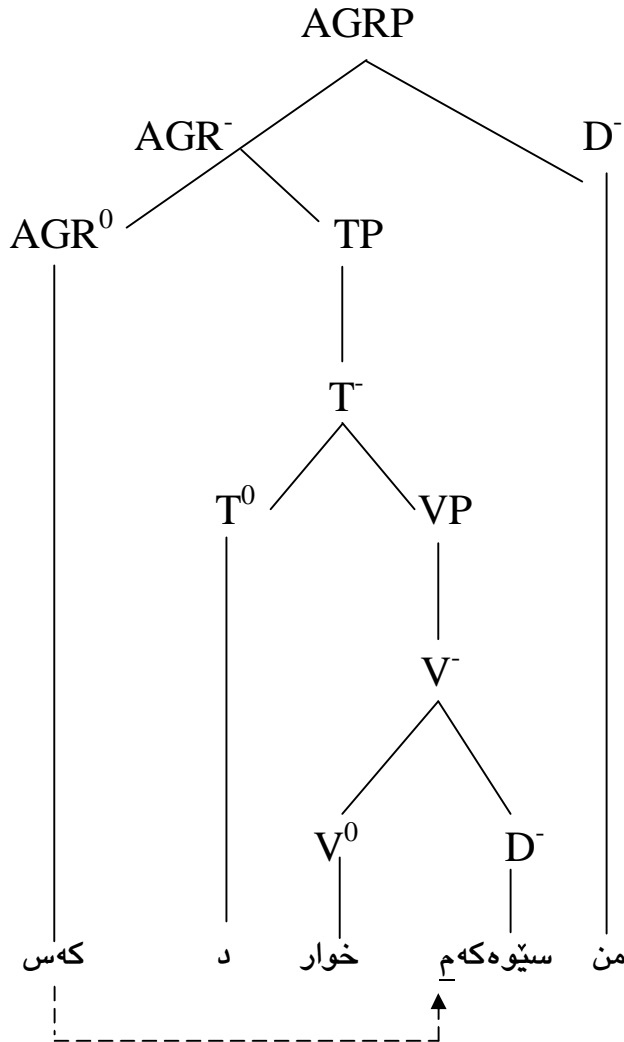 AGRP
AGR⁻ D⁻
AGR⁰ TP
T⁻
T⁰ VP
V⁻
V⁰ D⁻
من سێوەکەم خوار د کەس